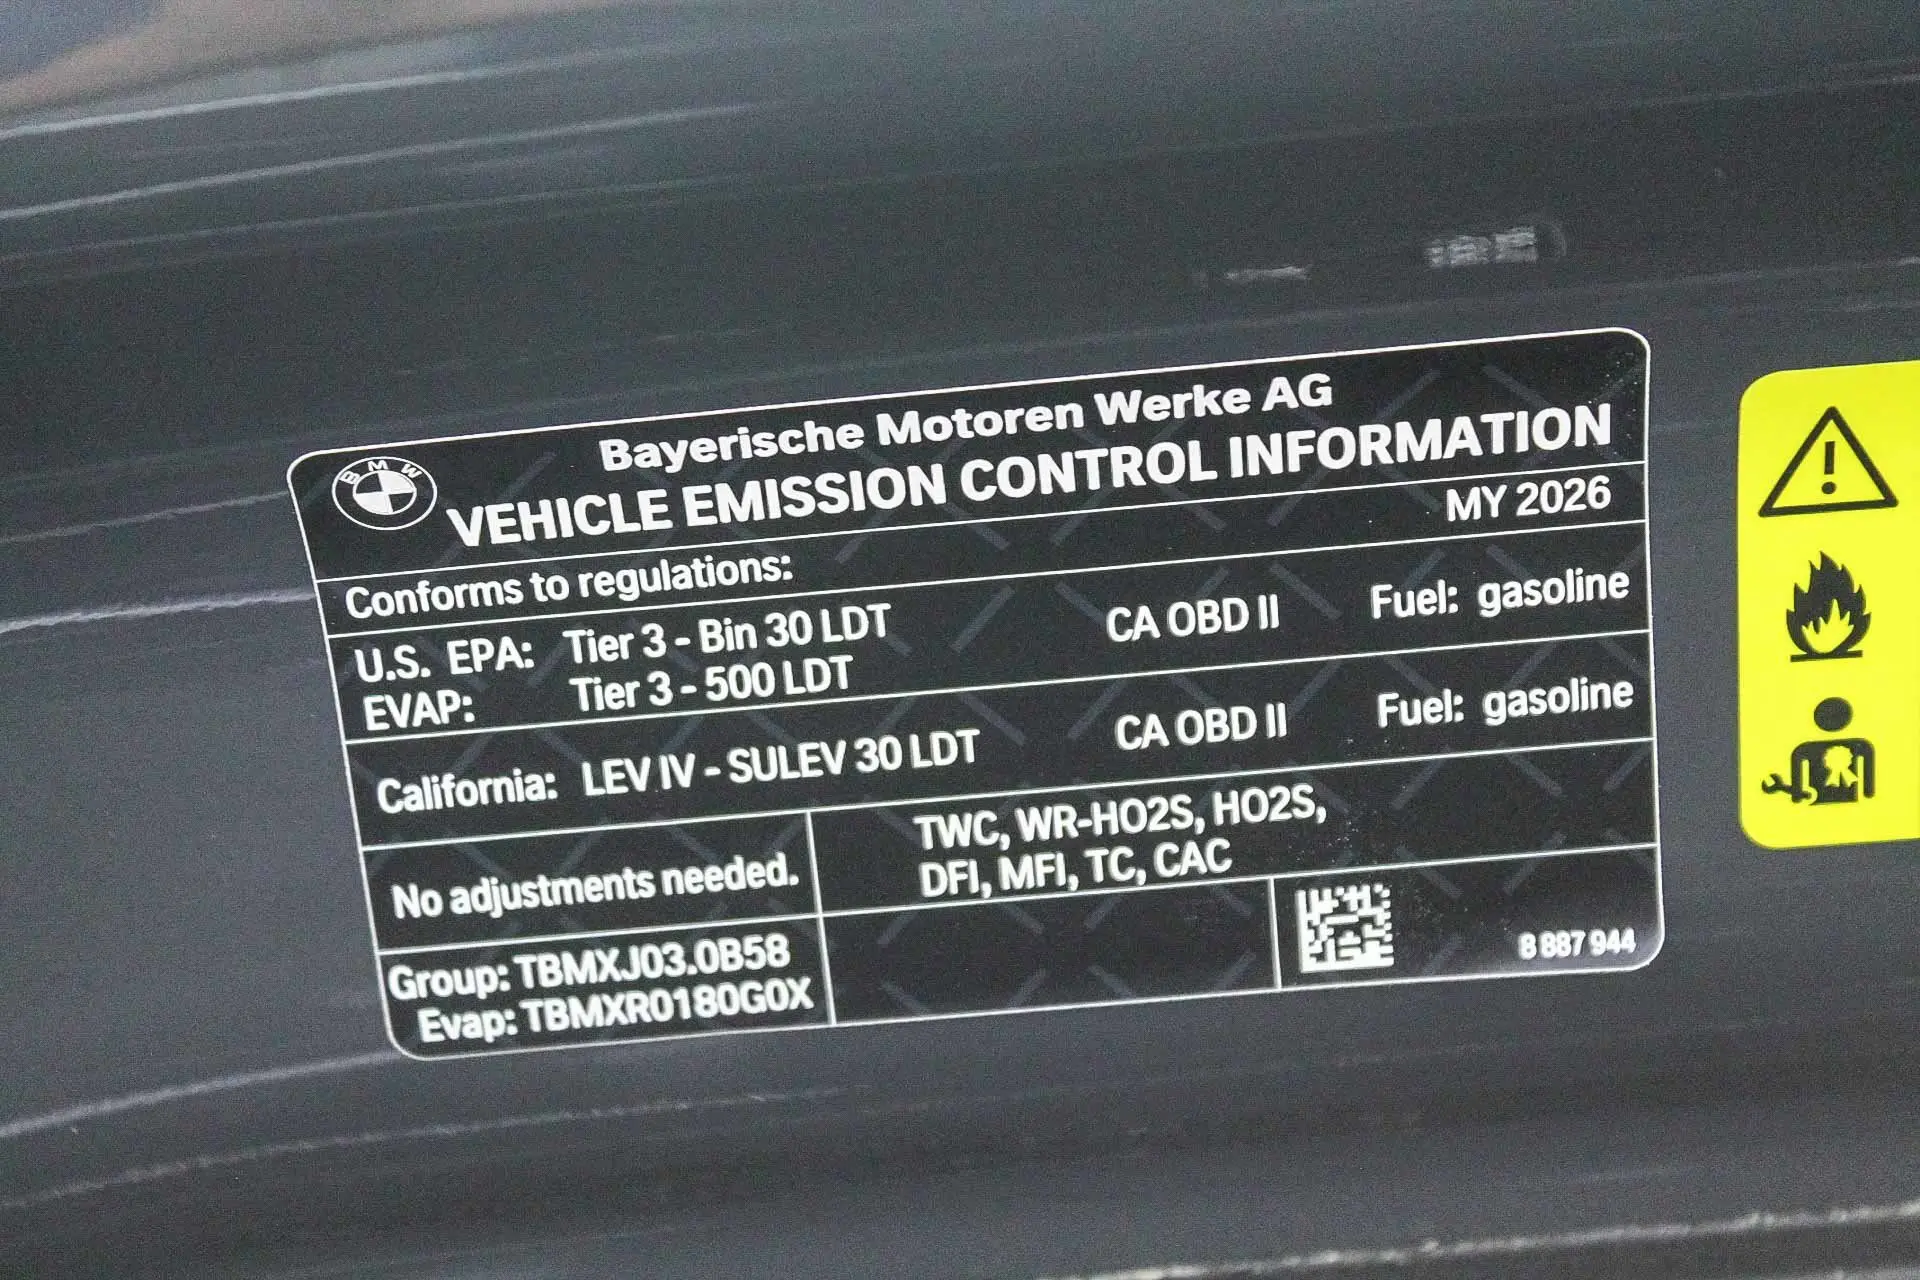 BMW
Bayerische Motoren Werke AG
VEHICLE EMISSION CONTROL INFORMATION
Conforms to regulations: MY 2026
U.S. EPA: Tier 3 - Bin 30 LDT CA OBD II Fuel: gasoline
EVAP: Tier 3 - 500 LDT
California: LEV IV - SULEV 30 LDT CA OBD II Fuel: gasoline
No adjustments needed.
TWC, WR-HO2S, HO2S,
DFI, MFI, TC, CAC
Group: TBMXJ03.0B58
Evap: TBMXR0180G0X
8 887 944